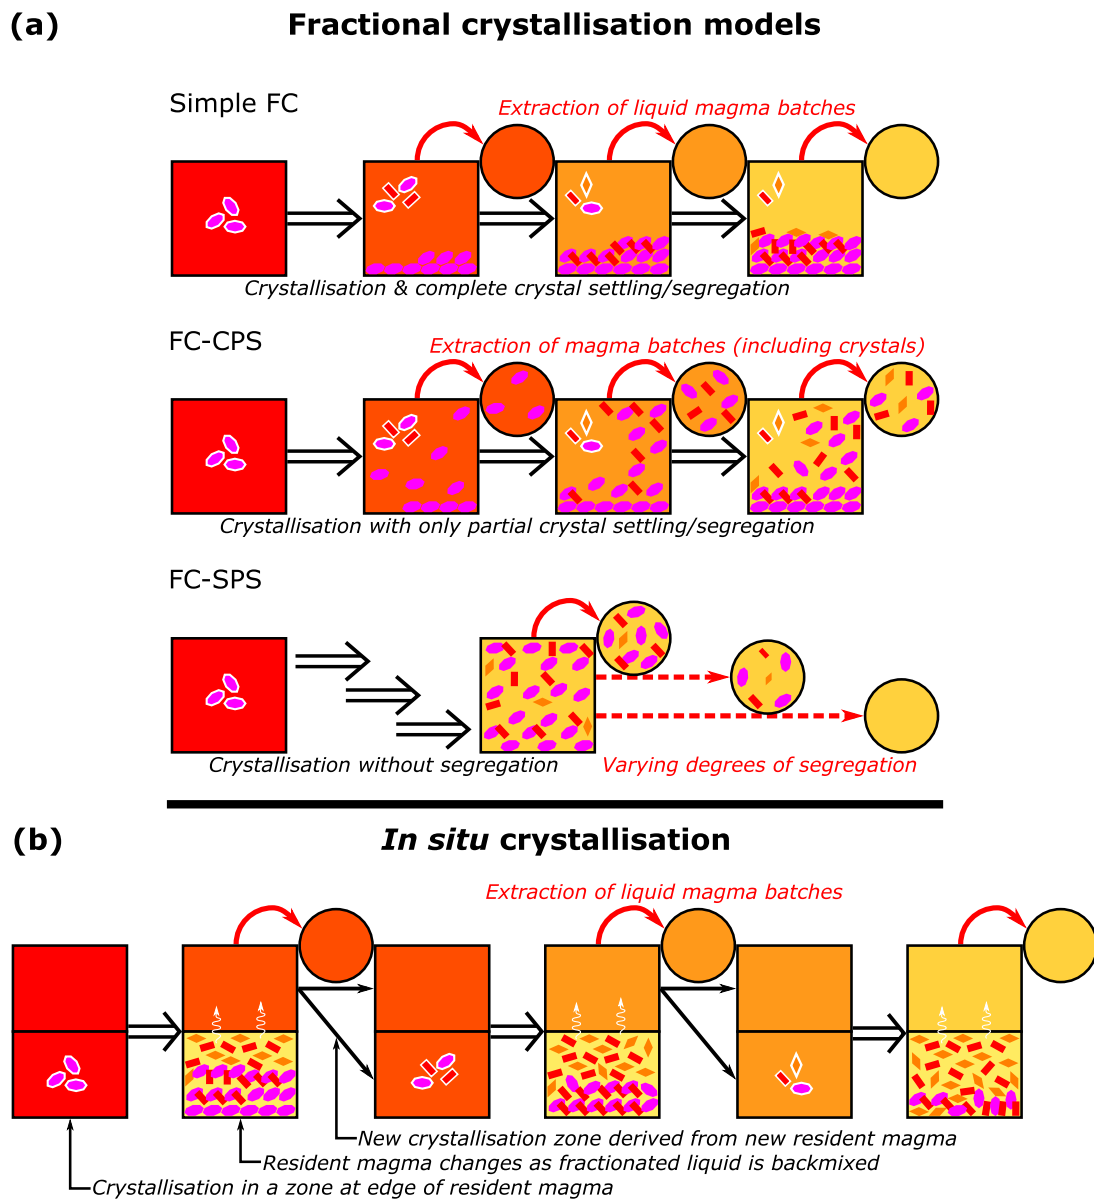 (a) Fractional crystallisation models
Simple FC
Extraction of liquid magma batches
Crystallisation & complete crystal settling/segregation
FC-CPS
Extraction of magma batches (including crystals)
Crystallisation with only partial crystal settling/segregation
FC-SPS
Crystallisation without segregation
Varying degrees of segregation
(b) In situ crystallisation
Extraction of liquid magma batches
New crystallisation zone derived from new resident magma
Resident magma changes as fractionated liquid is backmixed
Crystallisation in a zone at edge of resident magma